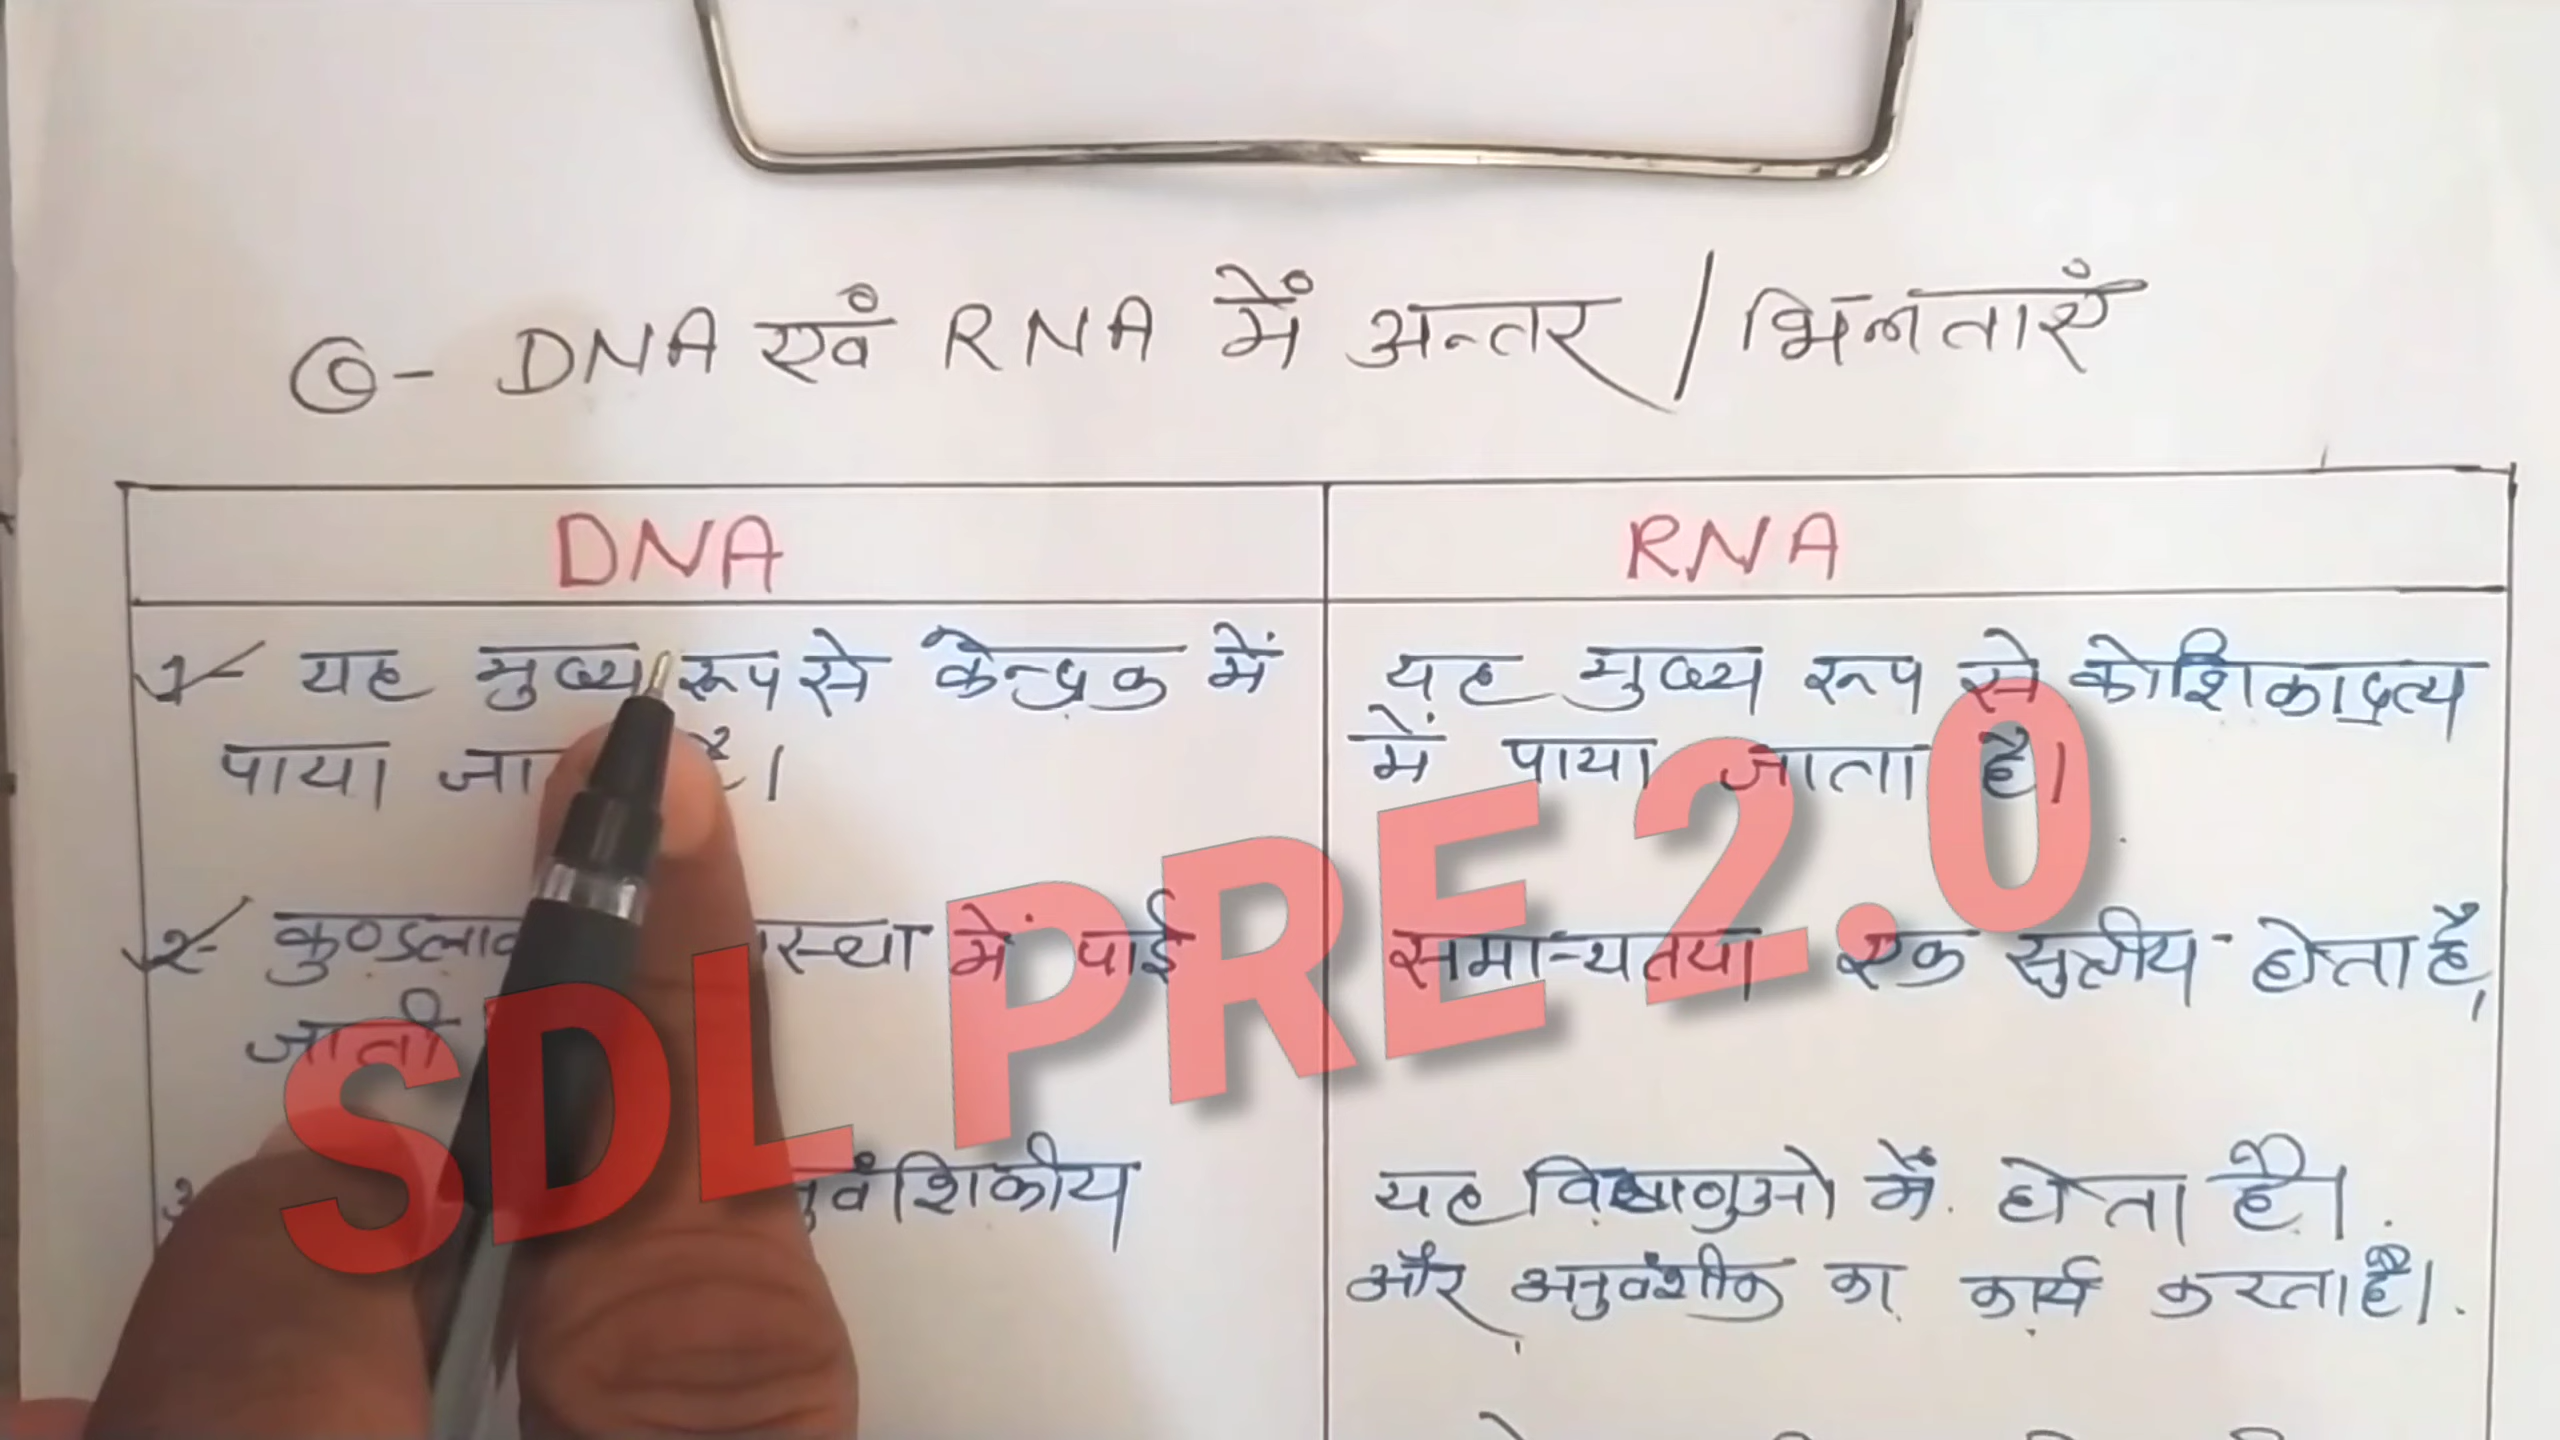 Q- DNA एवं RNA में अन्तर / भिन्नताएँ
DNA
RNA
1- यह मुख्य रूप से केन्द्रक में
पाया है।
यह मुख्य रूप से कोशिकाद्रव्य
में पाया जाता है।
2- में पाई
जाती
समान्यतया एक सुत्रीय होता है,
यह में होता है।
और अनुवंशीक का कार्य करता है।
SDL PRE 2.0